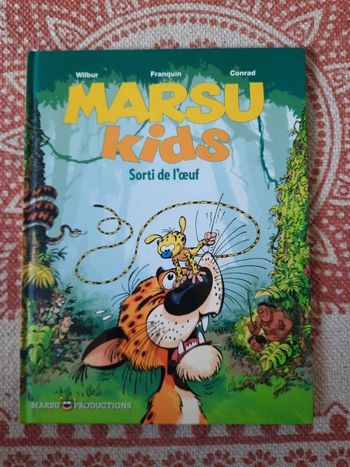 Wilbur Franquin Conrad
MARSU
kids
Sorti de l'œuf
MARSU PRODUCTIONS